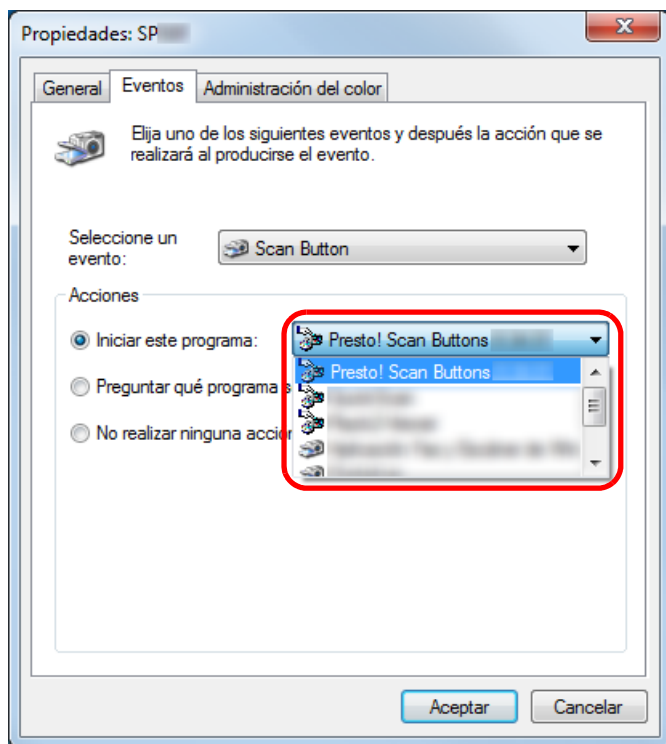 Propiedades: SP
General Eventos Administración del color
Elija uno de los siguientes eventos y después la acción que se
realizará al producirse el evento.
Seleccione un
evento:
Scan Button
Acciones
Iniciar este programa:
Presto! Scan Buttons
Presto! Scan Buttons
Preguntar qué programa s
No realizar ninguna acción
Aceptar Cancelar